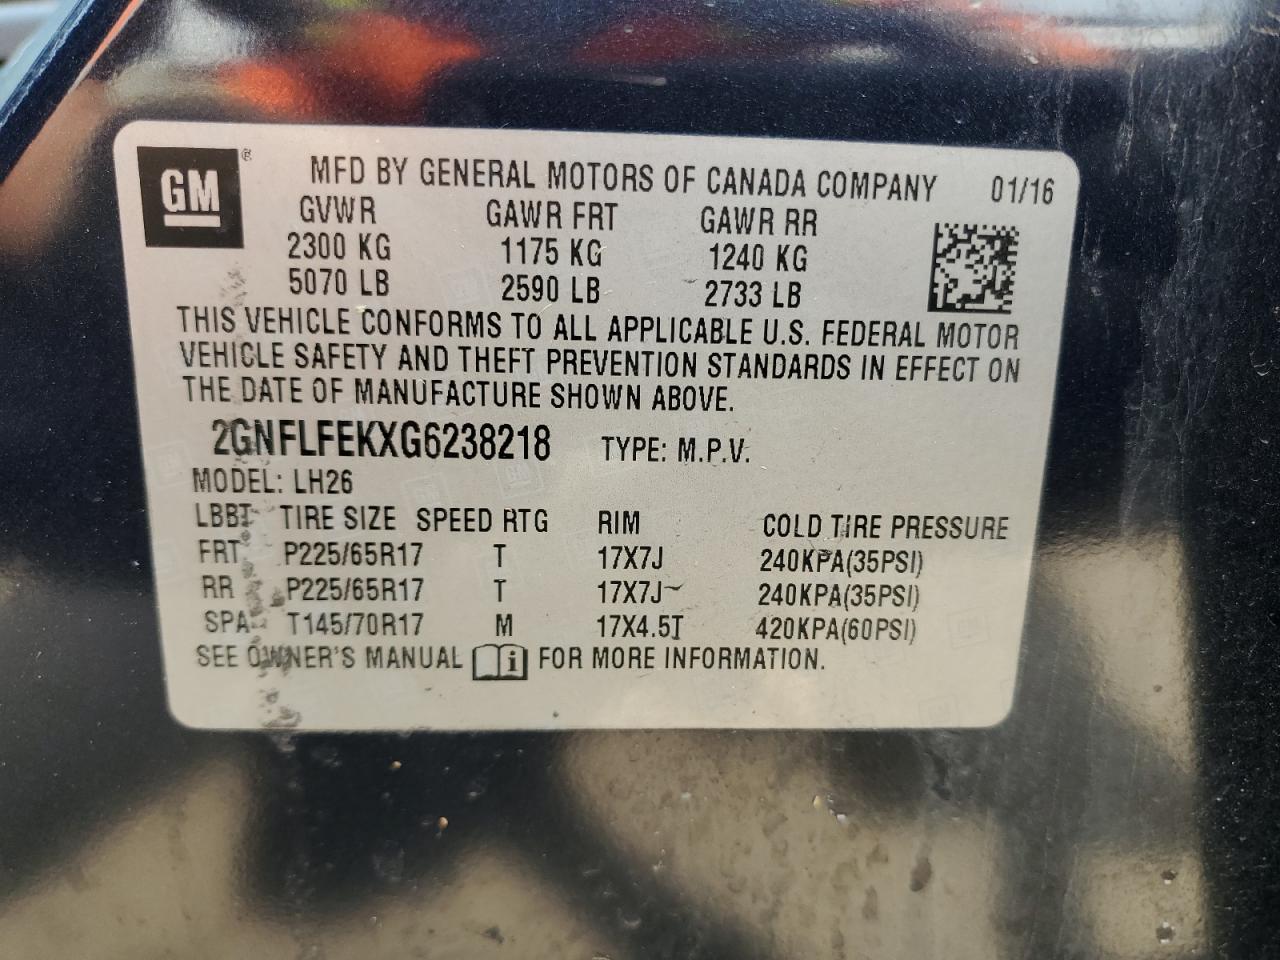 GM ® MFD BY GENERAL MOTORS OF CANADA COMPANY 01/16
GVWR GAWR FRT GAWR RR
2300 KG 1175 KG 1240 KG
5070 LB 2590 LB 2733 LB
THIS VEHICLE CONFORMS TO ALL APPLICABLE U.S. FEDERAL MOTOR
VEHICLE SAFETY AND THEFT PREVENTION STANDARDS IN EFFECT ON
THE DATE OF MANUFACTURE SHOWN ABOVE.
2GNFLFEKXG6238218 TYPE: M.P.V.
MODEL: LH26
LBBT TIRE SIZE SPEED RTG RIM COLD TIRE PRESSURE
FRT P225/65R17 T 17X7J 240KPA(35PSI)
RR P225/65R17 T 17X7J 240KPA(35PSI)
SPA T145/70R17 M 17X4.5T 420KPA(60PSI)
SEE OWNER'S MANUAL i FOR MORE INFORMATION.